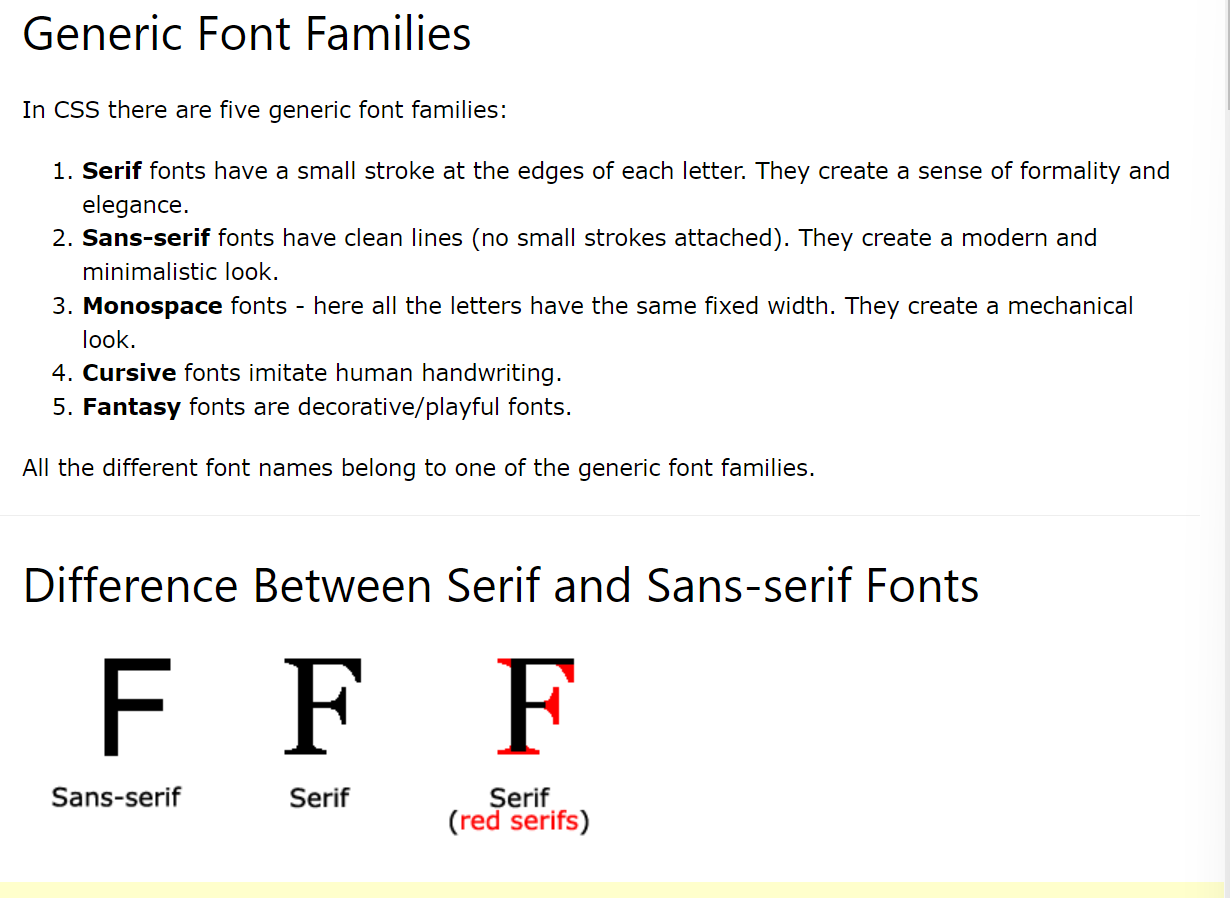 Generic Font Families
In CSS there are five generic font families:
1. Serif fonts have a small stroke at the edges of each letter. They create a sense of formality and
elegance.
2. Sans-serif fonts have clean lines (no small strokes attached). They create a modern and
minimalistic look.
3. Monospace fonts - here all the letters have the same fixed width. They create a mechanical
look.
4. Cursive fonts imitate human handwriting.
5. Fantasy fonts are decorative/playful fonts.
All the different font names belong to one of the generic font families.
Difference Between Serif and Sans-serif Fonts
F F F
Sans-serif Serif Serif
(red serifs)